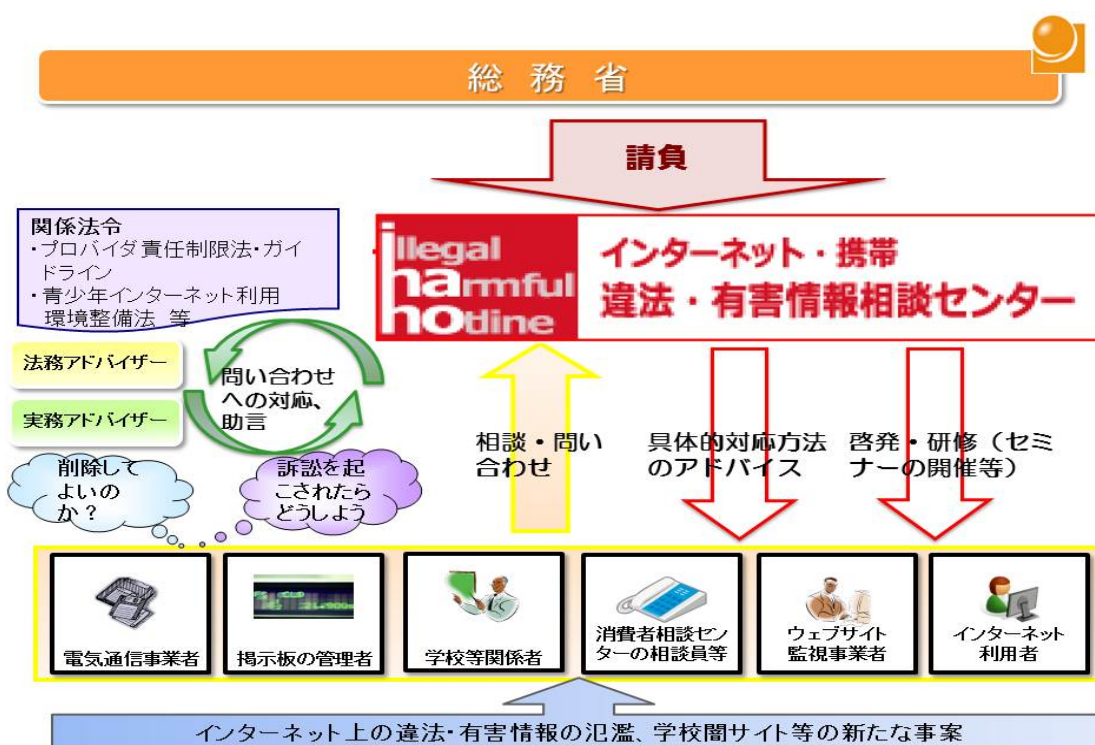 総務省
請負
関係法令
・プロバイダ責任制限法・ガイ
ドライン
・青少年インターネット利用
環境整備法 等
illegal
harmful
hotline
インターネット・携帯
違法・有害情報相談センター
法務アドバイザー
実務アドバイザー
問い合わせ
への対応、
助言
相談・問い
合わせ
具体的対応方法
のアドバイス
啓発・研修（セミ
ナーの開催等）
削除して
よいの
か？
訴訟を起
こされたら
どうしよう
電気通信事業者
掲示板の管理者
学校等関係者
消費者相談セン
ターの相談員等
ウェブサイト
監視事業者
インターネット
利用者
インターネット上の違法・有害情報の氾濫、学校闇サイト等の新たな事案